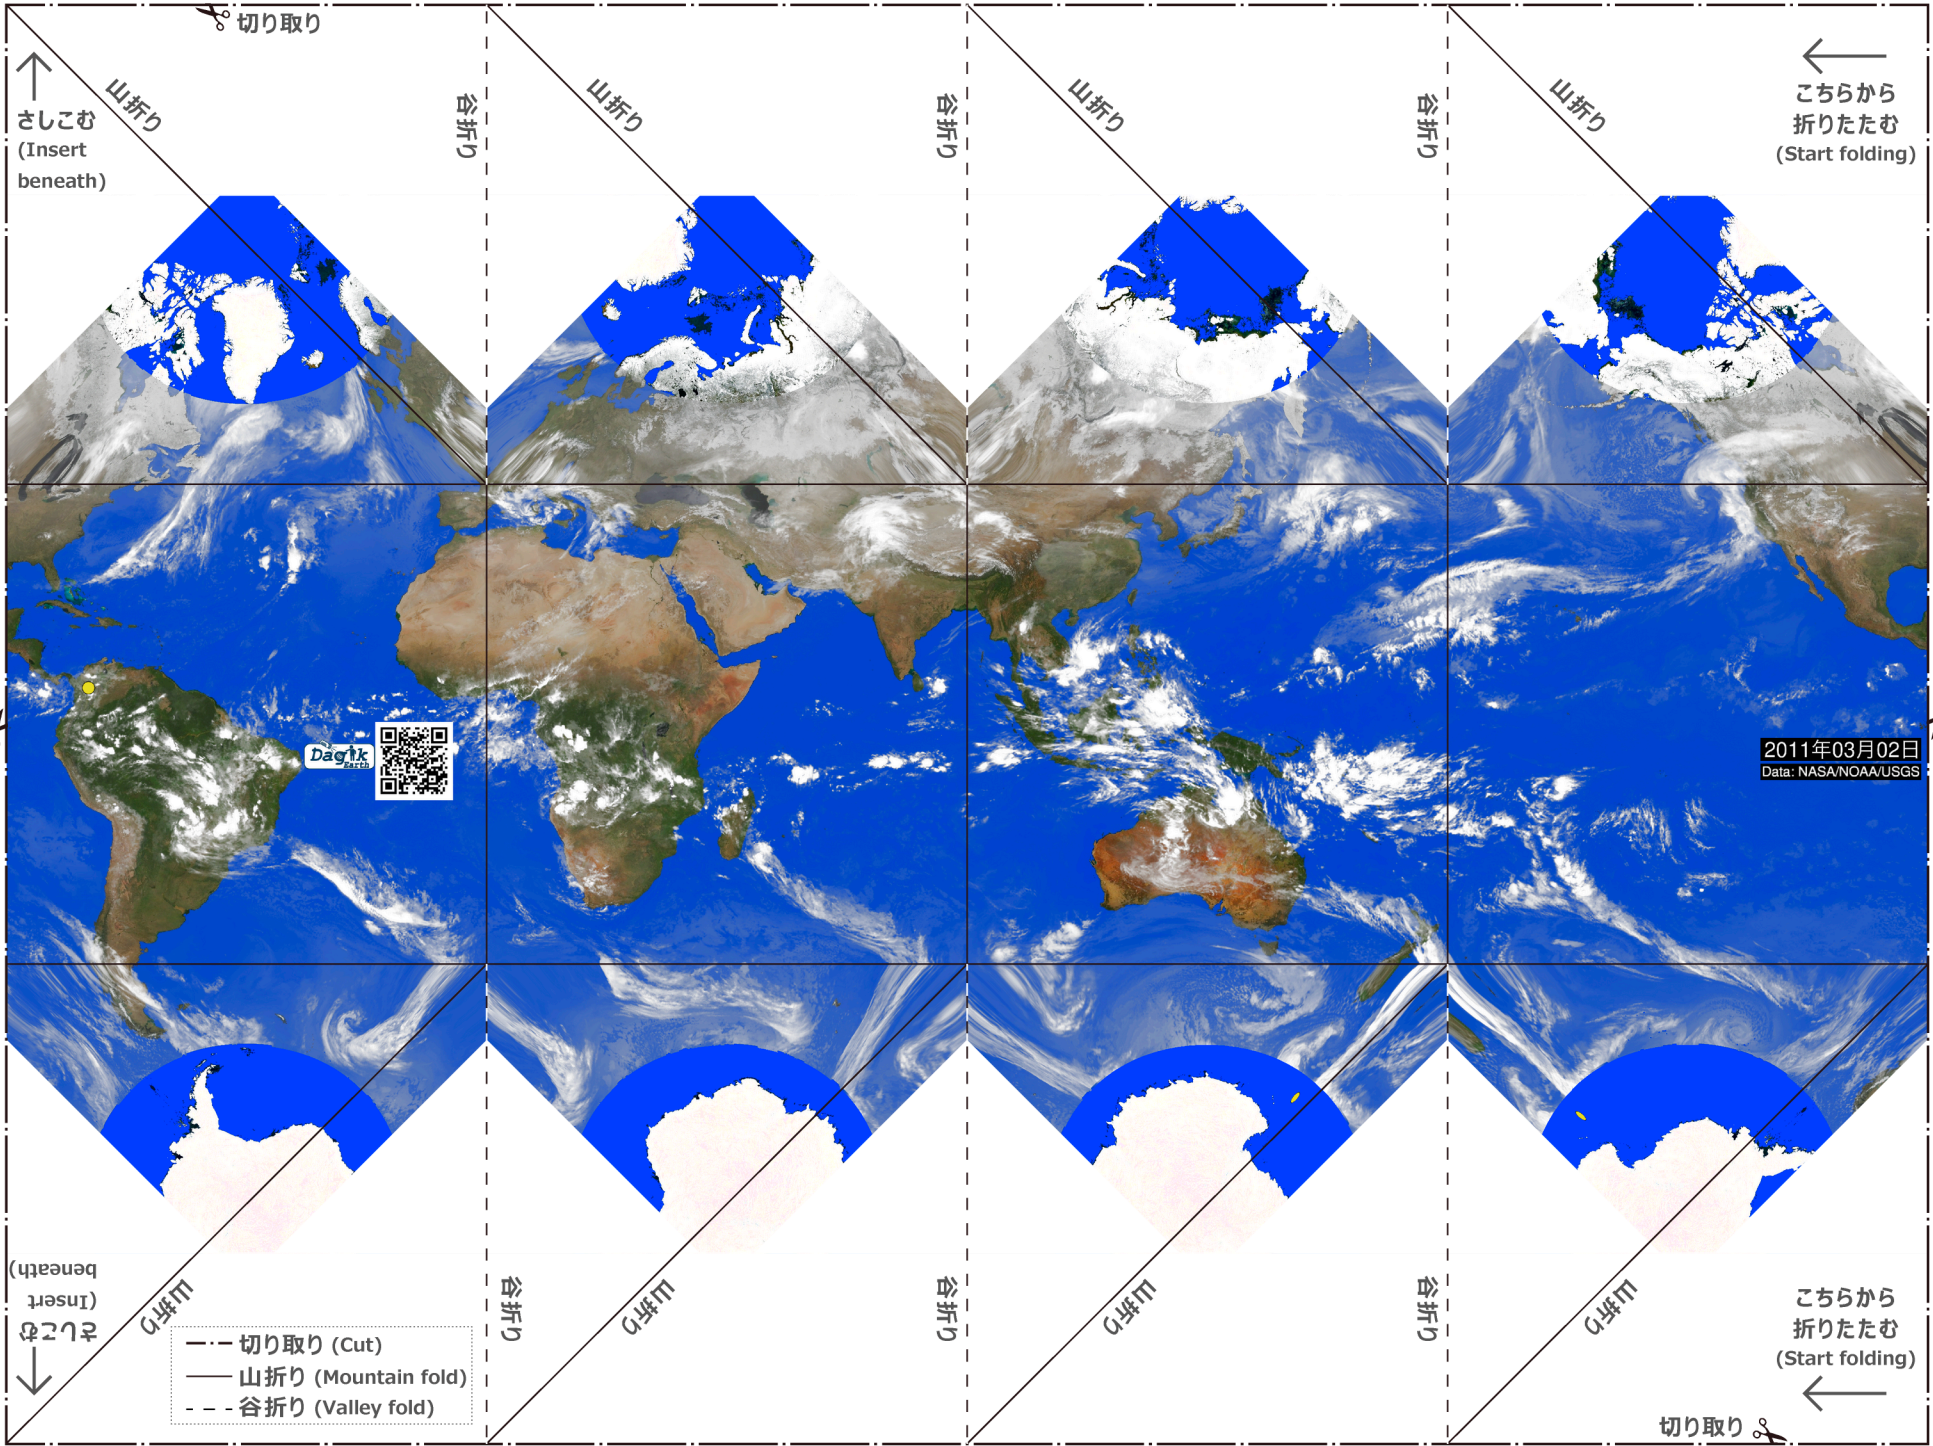 切り取り
山折り
谷折り
山折り
谷折り
山折り
谷折り
山折り
さしこむ
(Insert
beneath)
こちらから
折りたたむ
(Start folding)
Dagik
Earth
2011年03月02日
Data: NASA/NOAA/USGS
さしこむ
(Insert
beneath)
山折り
谷折り
山折り
谷折り
山折り
谷折り
山折り
こちらから
折りたたむ
(Start folding)
切り取り (Cut)
山折り (Mountain fold)
谷折り (Valley fold)
切り取り